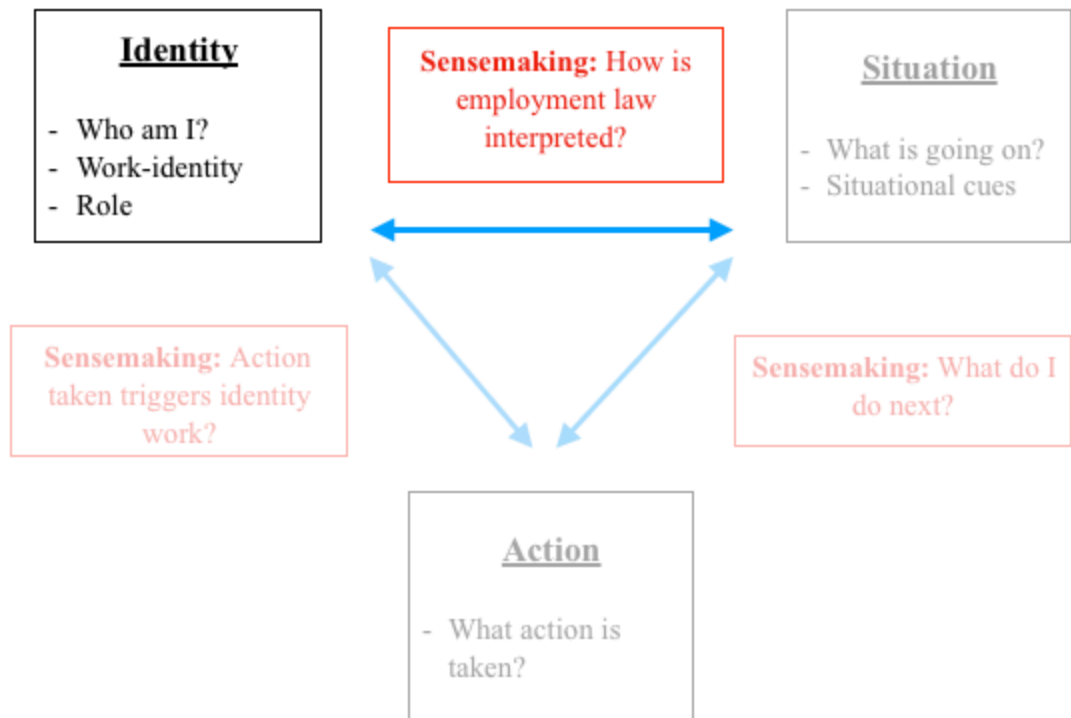 Identity
- Who am I?
- Work-identity
- Role
Sensemaking: How is
employment law
interpreted?
Situation
- What is going on?
- Situational cues
Sensemaking: Action
taken triggers identity
work?
Sensemaking: What do I
do next?
Action
- What action is
taken?